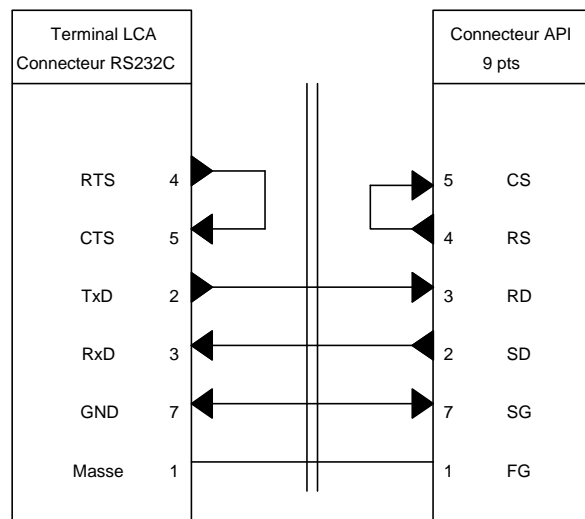 Terminal LCA
Connecteur RS232C
Connecteur API
9 pts
RTS 4
5 CS
CTS 5
4 RS
TxD 2
3 RD
RxD 3
2 SD
GND 7
7 SG
Masse 1
1 FG